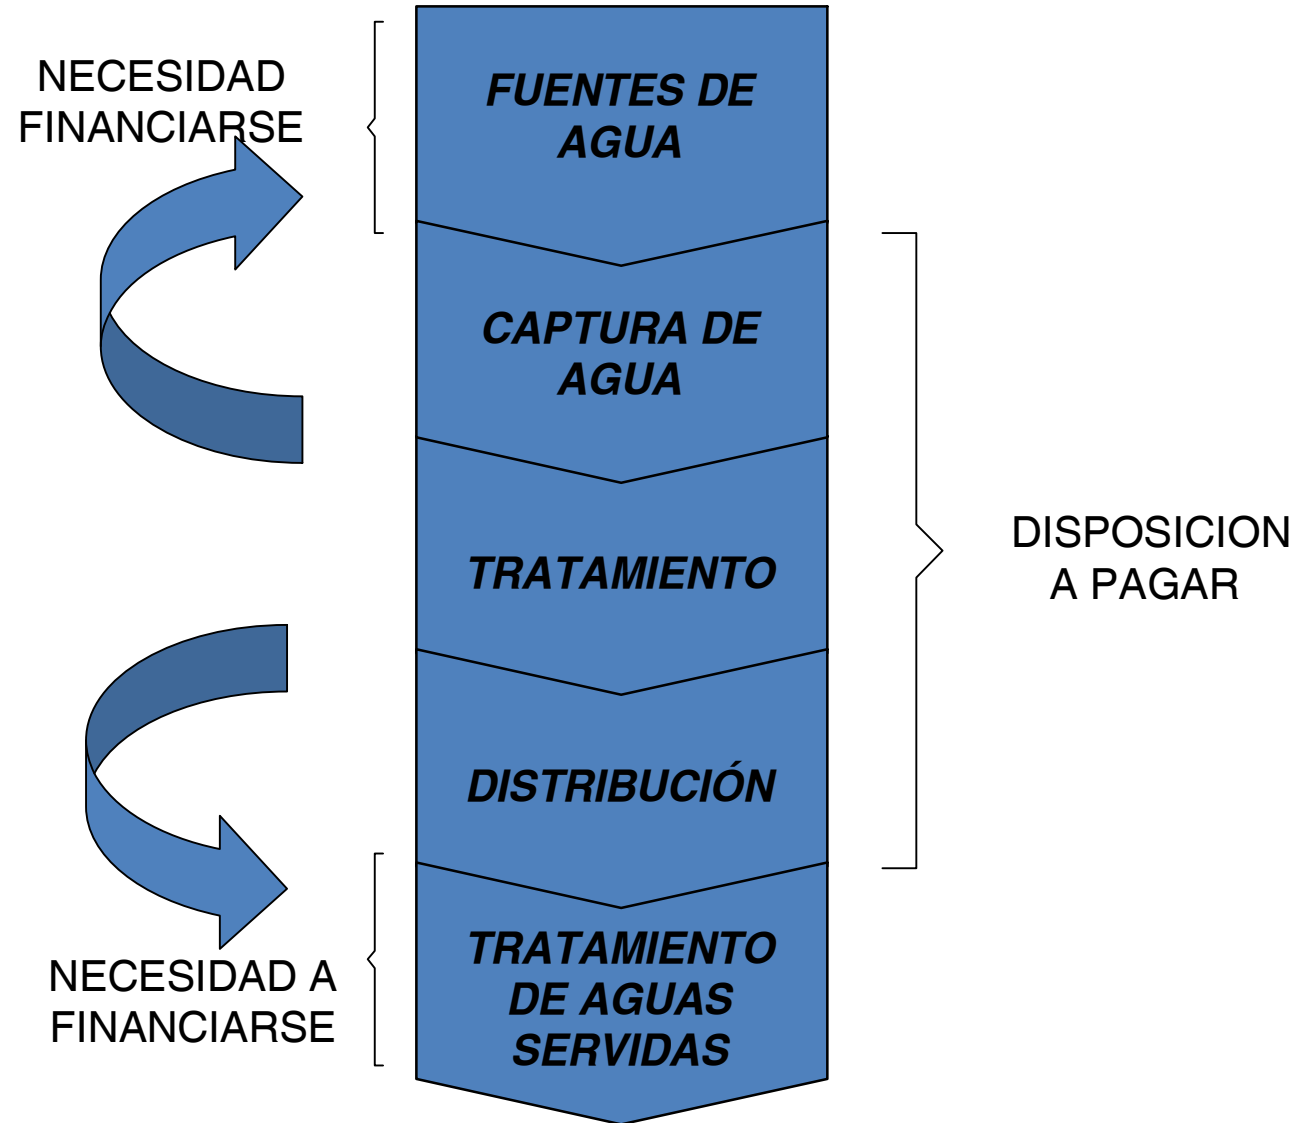 NECESIDAD
FINANCIARSE
FUENTES DE
AGUA
CAPTURA DE
AGUA
TRATAMIENTO
DISPOSICION
A PAGAR
DISTRIBUCIÓN
TRATAMIENTO
DE AGUAS
SERVIDAS
NECESIDAD A
FINANCIARSE